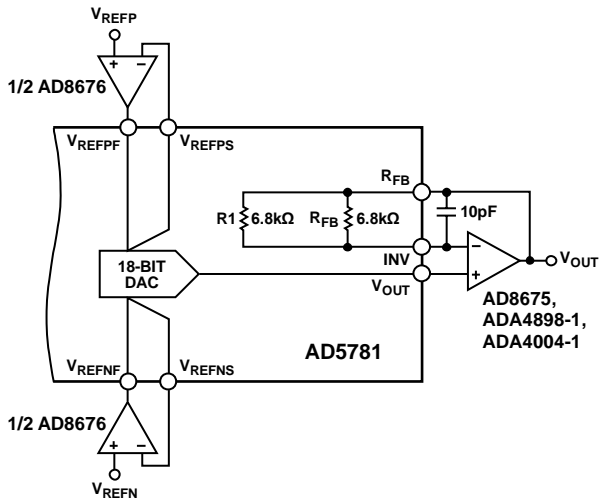 VREFP
+ −
1/2 AD8676
VREFPF
VREFPS
RFB
R1 6.8kΩ
RFB 6.8kΩ
10pF
18-BIT
DAC
INV
VOUT
−
+
VOUT
AD8675,
ADA4898-1,
ADA4004-1
AD5781
VREFNF
VREFNS
1/2 AD8676
+ −
VREFN